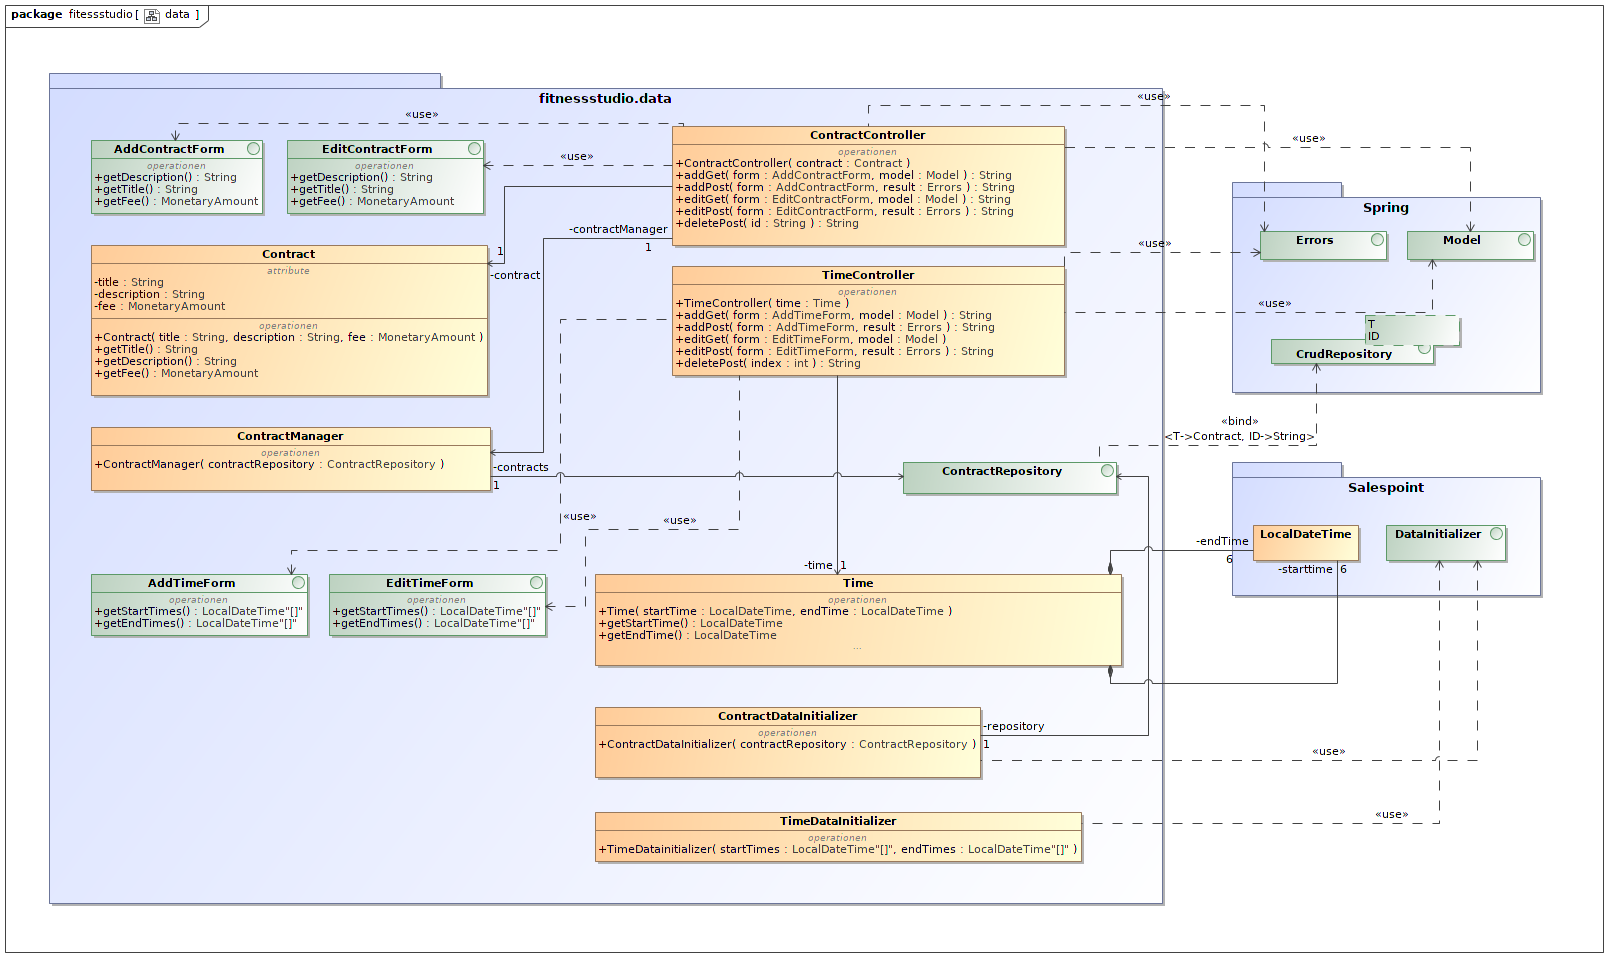 package fitessstudio[ data ]
fitnessstudio.data
«use»
AddContractForm
operationen
+getDescription() : String
+getTitle() : String
+getFee() : MonetaryAmount
EditContractForm
operationen
+getDescription() : String
+getTitle() : String
+getFee() : MonetaryAmount
«use»
ContractController
operationen
+ContractController( contract : Contract )
+addGet( form : AddContractForm, model : Model ) : String
+addPost( form : AddContractForm, result : Errors ) : String
+editGet( form : EditContractForm, model : Model ) : String
+editPost( form : EditContractForm, result : Errors ) : String
+deletePost( id : String ) : String
«use»
«use»
-contractManager
1
1
-contract
Contract
attribute
-title : String
-description : String
-fee : MonetaryAmount
operationen
+Contract( title : String, description : String, fee : MonetaryAmount )
+getTitle() : String
+getDescription() : String
+getFee() : MonetaryAmount
TimeController
operationen
+TimeController( time : Time )
+addGet( form : AddTimeForm, model : Model ) : String
+addPost( form : AddTimeForm, result : Errors ) : String
+editGet( form : EditTimeForm, model : Model )
+editPost( form : EditTimeForm, result : Errors ) : String
+deletePost( index : int ) : String
«use»
«use»
Spring
Errors
Model
T
ID
CrudRepository
«bind»
<T->Contract, ID->String>
ContractManager
operationen
+ContractManager( contractRepository : ContractRepository )
-contracts
1
ContractRepository
Salespoint
LocalDateTime
DataInitializer
-endTime
6
-starttime 6
«use»
«use»
-time 1
AddTimeForm
operationen
+getStartTimes() : LocalDateTime"[]"
+getEndTimes() : LocalDateTime"[]"
EditTimeForm
operationen
+getStartTimes() : LocalDateTime"[]"
+getEndTimes() : LocalDateTime"[]"
Time
operationen
+Time( startTime : LocalDateTime, endTime : LocalDateTime )
+getStartTime() : LocalDateTime
+getEndTime() : LocalDateTime
...
ContractDataInitializer
operationen
+ContractDataInitializer( contractRepository : ContractRepository )
-repository
1
«use»
TimeDataInitializer
operationen
+TimeDatainitializer( startTimes : LocalDateTime"[]", endTimes : LocalDateTime"[]" )
«use»